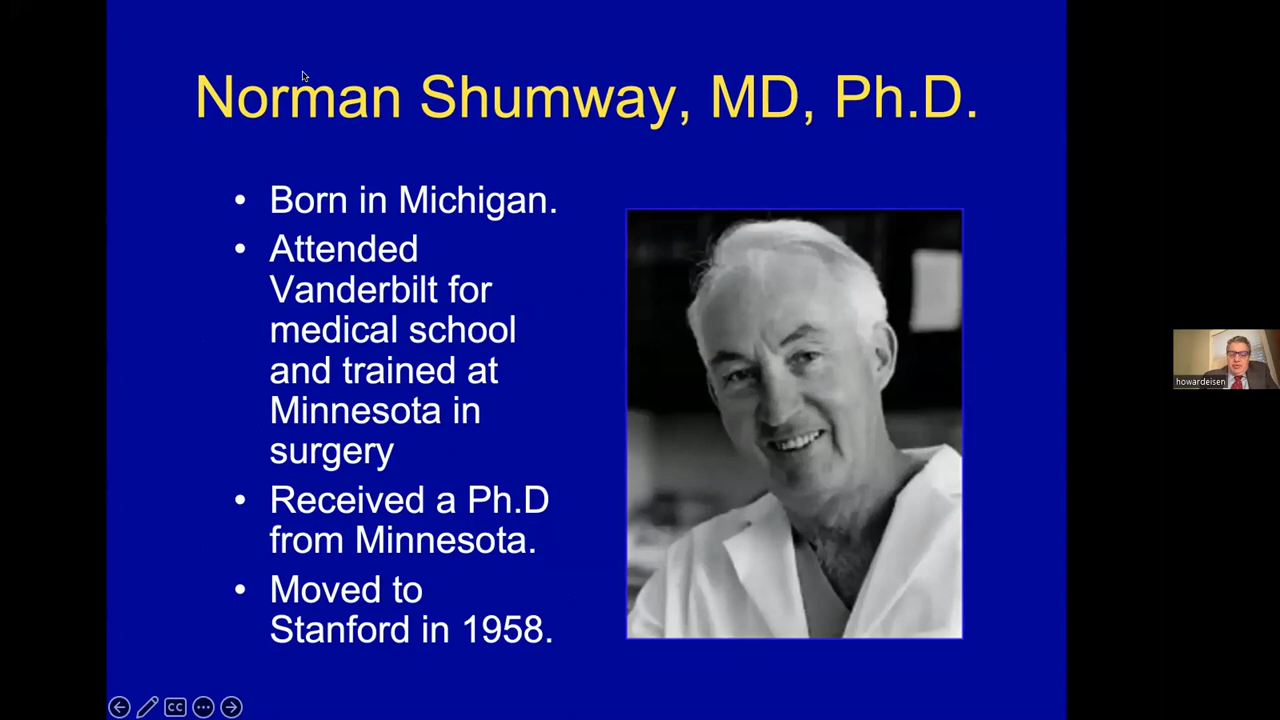 Norman Shumway, MD, Ph.D.
• Born in Michigan.
• Attended
Vanderbilt for
medical school
and trained at
Minnesota in
surgery
• Received a Ph.D
from Minnesota.
• Moved to
Stanford in 1958.
howardeisen
CC